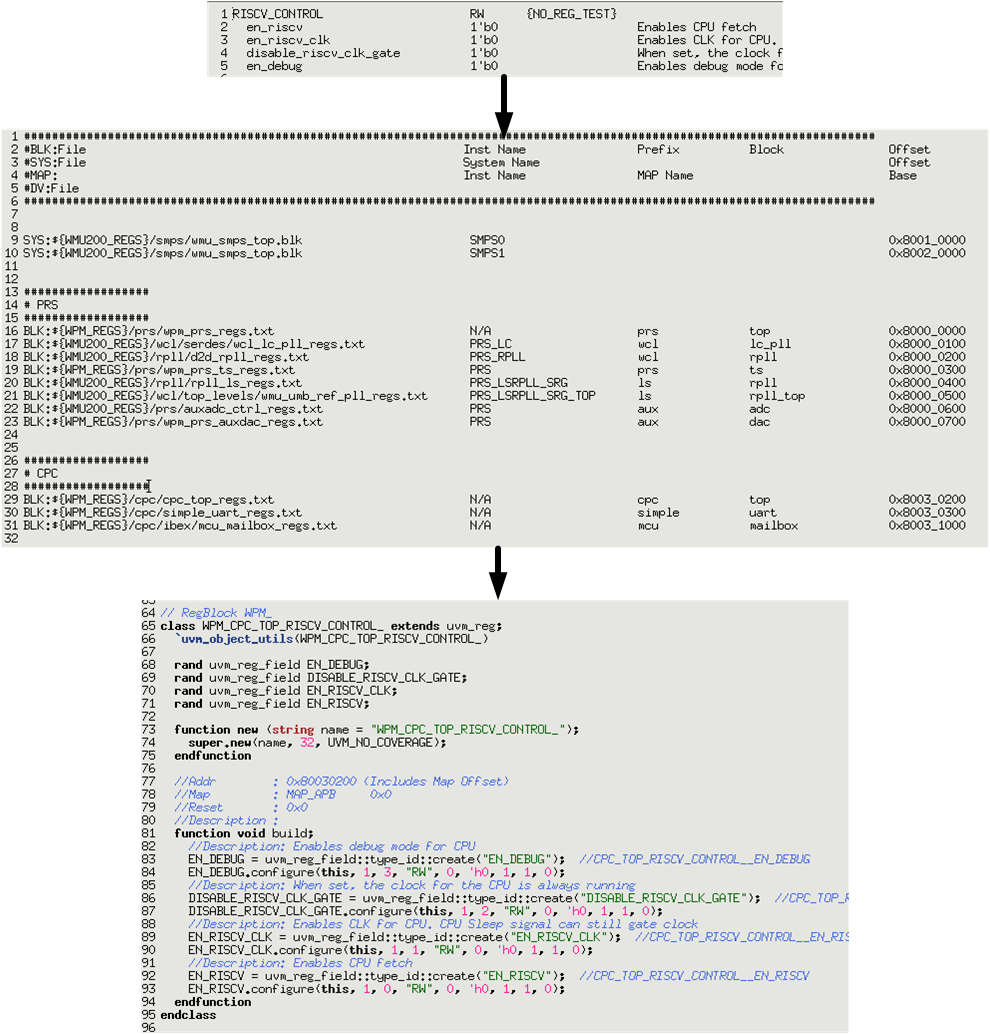 1 RISCV_CONTROL RW {NO_REG_TEST}
2 en_riscv 1'b0 Enables CPU fetch
3 en_riscv_clk 1'b0 Enables CLK for CPU.
4 disable_riscv_clk_gate 1'b0 When set, the clock f
5 en_debug 1'b0 Enables debug mode fo
1 ##########################################################################################################################
2 #BLK:File Inst Name Prefix Block Offset
3 #SYS:File System Name Offset
4 #MAP: Inst Name MAP Name Base
5 #DV:File
6 ##########################################################################################################################
7
8
9 SYS:${WMU200_REGS}/smps/wmu_smps_top.blk SMPS0 0x8001_0000
10 SYS:${WMU200_REGS}/smps/wmu_smps_top.blk SMPS1 0x8002_0000
11
12
13 ##################
14 # PRS
15 ##################
16 BLK:${WPM_REGS}/prs/wpm_prs_regs.txt N/A prs top 0x8000_0000
17 BLK:${WMU200_REGS}/wcl/serdes/wcl_lc_pll_regs.txt PRS_LC wcl lc_pll 0x8000_0100
18 BLK:${WMU200_REGS}/rpll/d2d_rpll_regs.txt PRS_RPLL wcl rpll 0x8000_0200
19 BLK:${WPM_REGS}/prs/wpm_prs_ts_regs.txt PRS prs ts 0x8000_0300
20 BLK:${WMU200_REGS}/rpll/rpll_ls_regs.txt PRS_LSRPLL_SRG ls rpll 0x8000_0400
21 BLK:${WMU200_REGS}/wcl/top_levels/wmu_umb_ref_pll_regs.txt PRS_LSRPLL_SRG_TOP ls rpll_top 0x8000_0500
22 BLK:${WMU200_REGS}/prs/auxadc_ctrl_regs.txt PRS aux adc 0x8000_0600
23 BLK:${WPM_REGS}/prs/wpm_prs_auxdac_regs.txt PRS aux dac 0x8000_0700
24
25
26 ##################
27 # CPC
28 ##################
29 BLK:${WPM_REGS}/cpc/cpc_top_regs.txt N/A cpc top 0x8003_0200
30 BLK:${WPM_REGS}/cpc/simple_uart_regs.txt N/A simple uart 0x8003_0300
31 BLK:${WPM_REGS}/cpc/ibex/mcu_mailbox_regs.txt N/A mcu mailbox 0x8003_1000
32
64 // RegBlock WPM_
65 class WPM_CPC_TOP_RISCV_CONTROL_ extends uvm_reg;
66 `uvm_object_utils(WPM_CPC_TOP_RISCV_CONTROL_)
67
68 rand uvm_reg_field EN_DEBUG;
69 rand uvm_reg_field DISABLE_RISCV_CLK_GATE;
70 rand uvm_reg_field EN_RISCV_CLK;
71 rand uvm_reg_field EN_RISCV;
72
73 function new (string name = "WPM_CPC_TOP_RISCV_CONTROL_");
74 super.new(name, 32, UVM_NO_COVERAGE);
75 endfunction
76
77 //Addr : 0x80030200 (Includes Map Offset)
78 //Map : MAP_APB 0x0
79 //Reset : 0x0
80 //Description :
81 function void build;
82 //Description: Enables debug mode for CPU
83 EN_DEBUG = uvm_reg_field::type_id::create("EN_DEBUG"); //CPC_TOP_RISCV_CONTROL__EN_DEBUG
84 EN_DEBUG.configure(this, 1, 3, "RW", 0, 'h0, 1, 1, 0);
85 //Description: When set, the clock for the CPU is always running
86 DISABLE_RISCV_CLK_GATE = uvm_reg_field::type_id::create("DISABLE_RISCV_CLK_GATE"); //CPC_TOP_R
87 DISABLE_RISCV_CLK_GATE.configure(this, 1, 2, "RW", 0, 'h0, 1, 1, 0);
88 //Description: Enables CLK for CPU. CPU Sleep signal can still gate clock
89 EN_RISCV_CLK = uvm_reg_field::type_id::create("EN_RISCV_CLK"); //CPC_TOP_RISCV_CONTROL__EN_RIS
90 EN_RISCV_CLK.configure(this, 1, 1, "RW", 0, 'h0, 1, 1, 0);
91 //Description: Enables CPU fetch
92 EN_RISCV = uvm_reg_field::type_id::create("EN_RISCV"); //CPC_TOP_RISCV_CONTROL__EN_RISCV
93 EN_RISCV.configure(this, 1, 0, "RW", 0, 'h0, 1, 1, 0);
94 endfunction
95 endclass
96